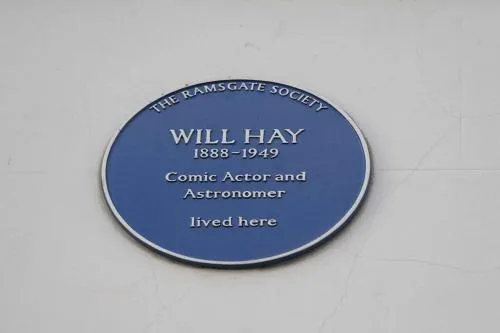 THE RAMSGATE SOCIETY
WILL HAY
1888-1949
Comic Actor and
Astronomer
lived here